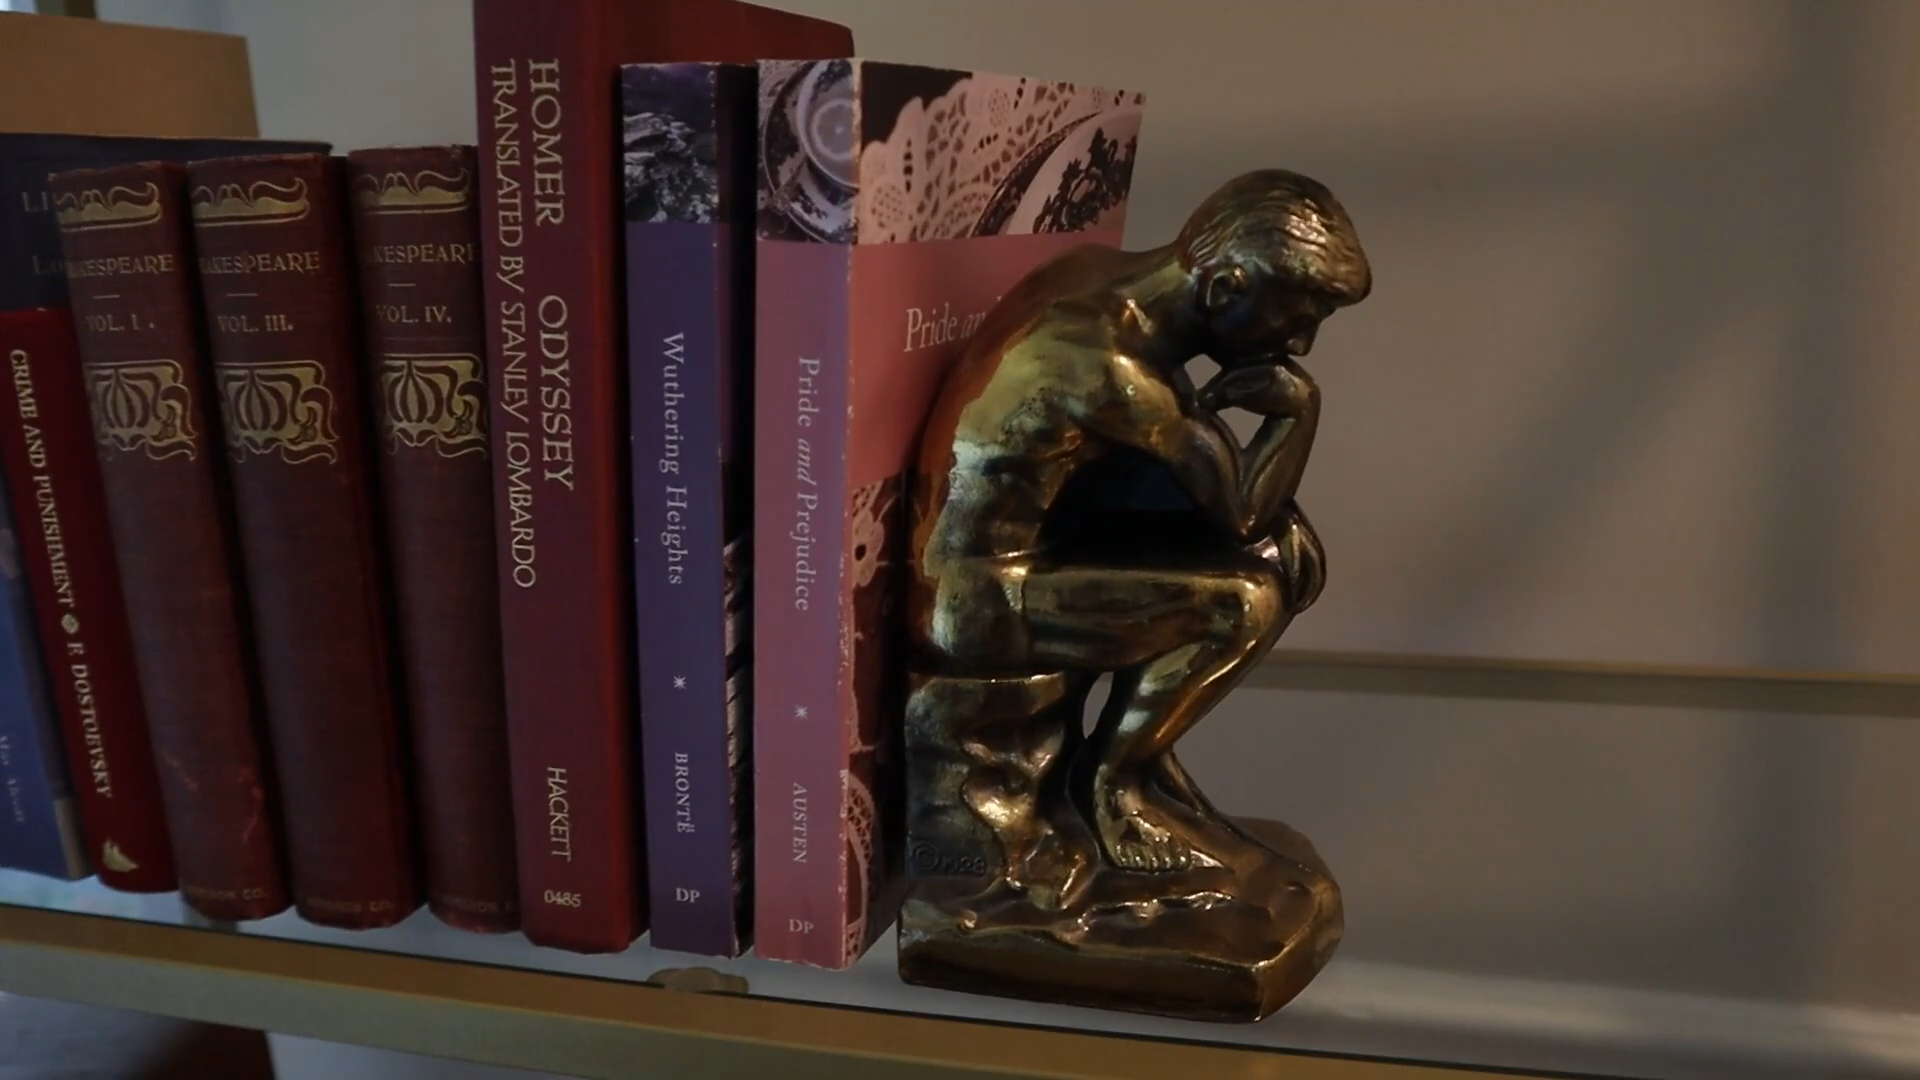 CRIME AND PUNISHMENT F. DOSTOEVSKY
AKESPEARE
VOL. I.
AKESPEARE
VOL. III.
AKESPEARE
VOL. IV.
HOMER ODYSSEY
TRANSLATED BY STANLEY LOMBARDO
HACKETT
0485
Wuthering Heights * BRONTË
DP
Pride and Prejudice * AUSTEN
DP
Pride an
© 1928